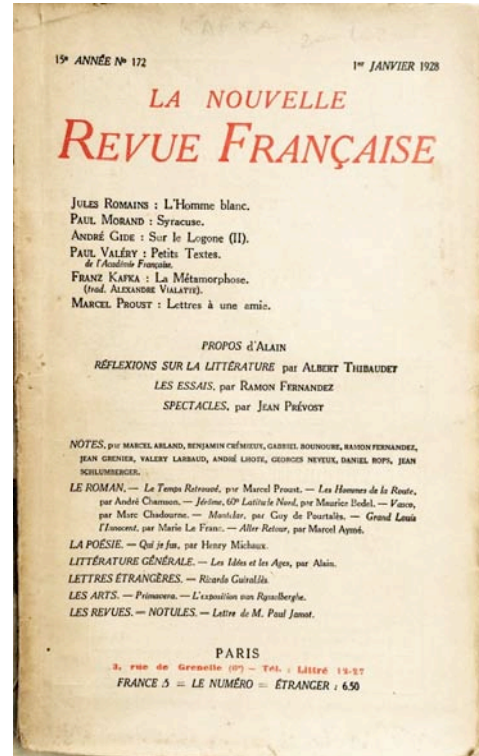 KAFKA
15e ANNÉE No 172
1er JANVIER 1928
LA NOUVELLE
REVUE FRANÇAISE
JULES ROMAINS : L'Homme blanc.
PAUL MORAND : Syracuse.
ANDRÉ GIDE : Sur le Logone (II).
PAUL VALÉRY : Petits Textes.
de l'Académie Française.
FRANZ KAFKA : La Métamorphose.
(trad. ALEXANDRE VIALATTE).
MARCEL PROUST : Lettres à une amie.
PROPOS d'ALAIN
RÉFLEXIONS SUR LA LITTÉRATURE par ALBERT THIBAUDET
LES ESSAIS, par RAMON FERNANDEZ
SPECTACLES, par JEAN PRÉVOST
NOTES, par MARCEL ARLAND, BENJAMIN CRÉMIEUX, GABRIEL BOUNOURE, RAMON FERNANDEZ,
JEAN GRENIER, VALERY LARBAUD, ANDRÉ LHOTE, GEORGES NEVEUX, DANIEL ROPS, JEAN
SCHLUMBERGER.
LE ROMAN. — Le Temps Retrouvé, par Marcel Proust. — Les Hommes de la Route,
par André Chamson. — Jérôme, 60° Latitude Nord, par Maurice Bedel. — Vasco,
par Marc Chadourne. — Montclar, par Guy de Pourtalès. — Grand Louis
l'Innocent, par Marie Le Franc. — Aller Retour, par Marcel Aymé.
LA POÉSIE. — Qui je fus, par Henry Michaux.
LITTÉRATURE GÉNÉRALE. — Les Idées et les Ages, par Alain.
LETTRES ÉTRANGÈRES. — Ricardo Guiraldès.
LES ARTS. — Primavera. — L'exposition van Rysselberghe.
LES REVUES. — NOTULES. — Lettre de M. Paul Jamot.
PARIS
3, rue de Grenelle (6e) — Tél. : Littré 12-27
FRANCE 5 = LE NUMÉRO = ÉTRANGER : 6.50